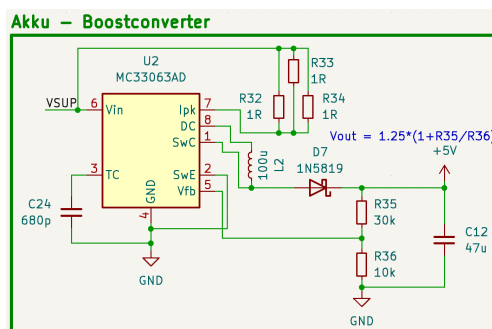 Akku – Boostconverter
U2
MC33063AD
VSUP
6 Vin
Ipk 7
DC 8
SwC 1
3 TC
SwE 2
Vfb 5
GND
4
C24
680p
GND
R33
1R
R32
1R
R34
1R
100u
L2
D7
1N5819
Vout = 1.25*(1+R35/R36)
+5V
R35
30k
R36
10k
C12
47u
GND